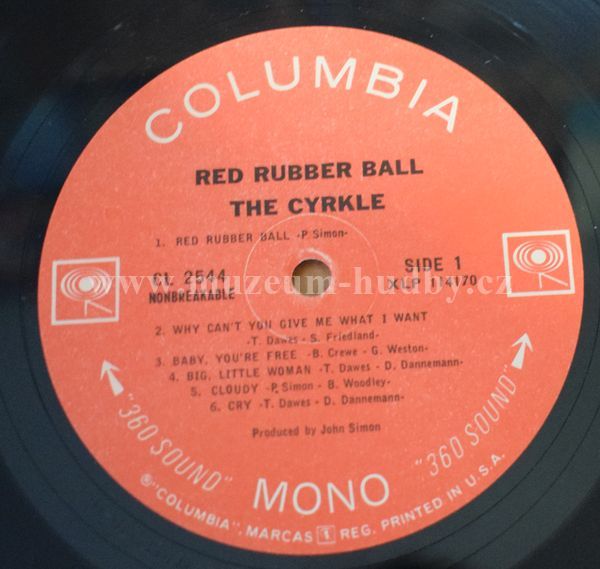 COLUMBIA
RED RUBBER BALL
THE CYRKLE
1. RED RUBBER BALL -P. Simon-
CL 2544
NONBREAKABLE
SIDE 1
XLP 114170
www.muzeum-hudby.cz
2. WHY CAN'T YOU GIVE ME WHAT I WANT
-T. Dawes - S. Friedland-
3. BABY, YOU'RE FREE -B. Crewe - G. Weston-
4. BIG, LITTLE WOMAN -T. Dawes - D. Dannemann-
5. CLOUDY -P. Simon - B. Woodley-
6. CRY -T. Dawes - D. Dannemann-
Produced by John Simon
"360 SOUND"
MONO
"360 SOUND"
®"COLUMBIA", MARCAS REG. PRINTED IN U.S.A.